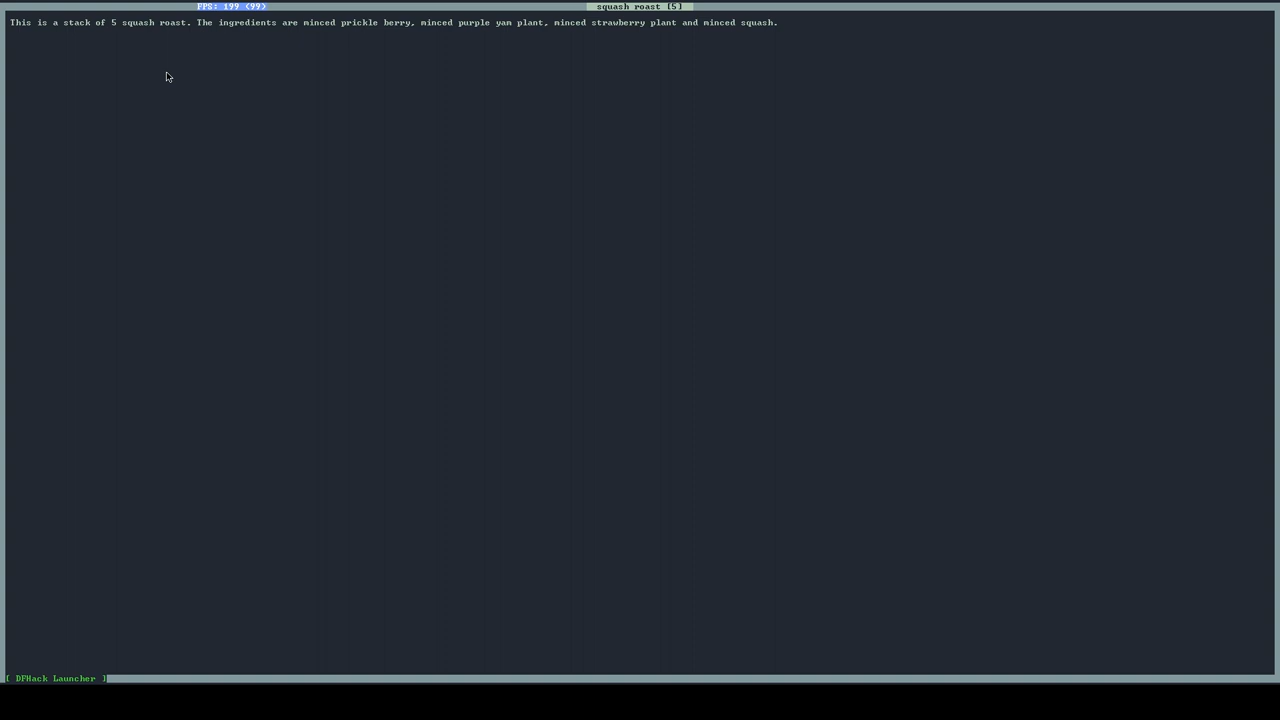 FPS: 199 (99)
squash roast [5]
This is a stack of 5 squash roast. The ingredients are minced prickle berry, minced purple yam plant, minced strawberry plant and minced squash.
[ DFHack Launcher ]